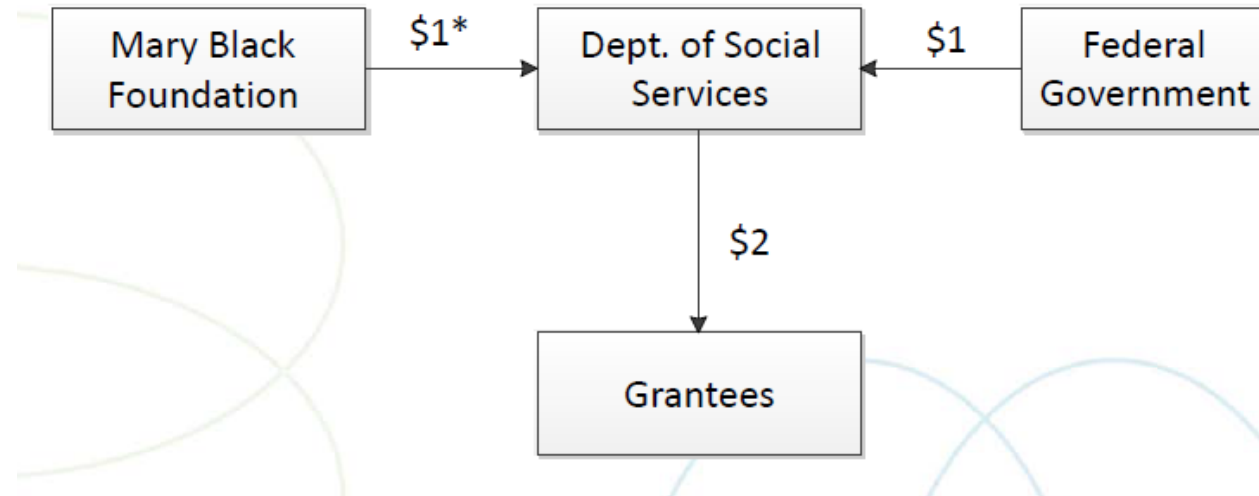 Mary Black
Foundation
$1*
Dept. of Social
Services
$1
Federal
Government
$2
Grantees